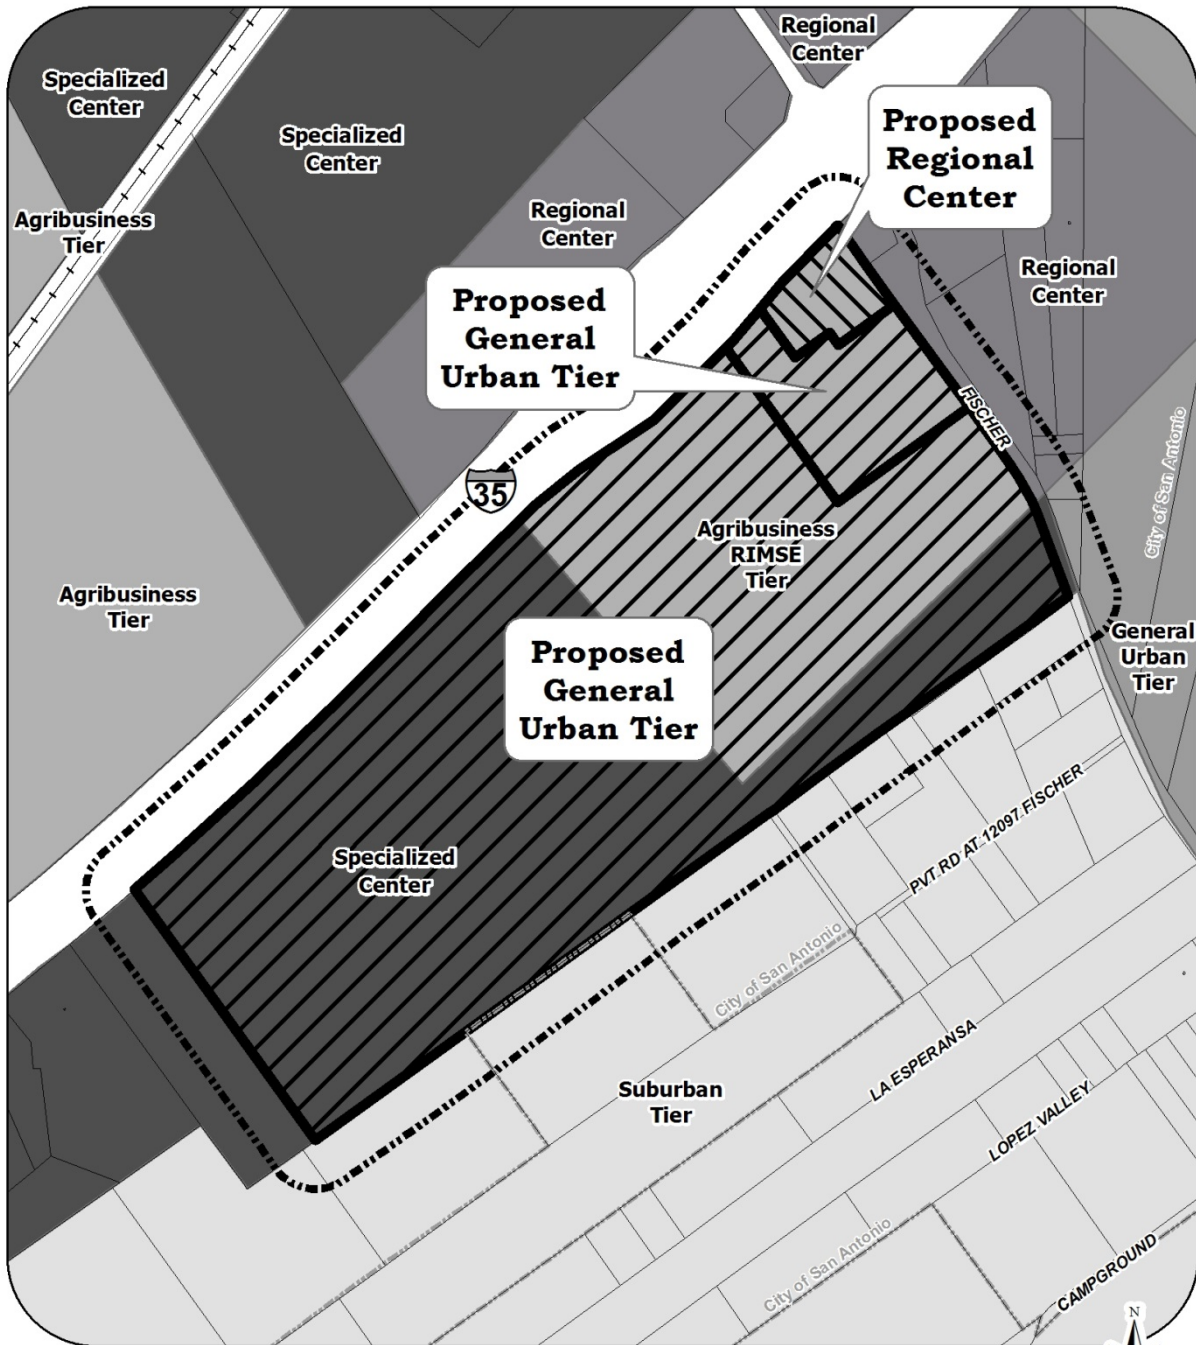 Regional
Center
Specialized
Center
Specialized
Center
Proposed
Regional
Center
Agribusiness
Tier
Regional
Center
Regional
Center
Proposed
General
Urban Tier
FISCHER
City of San Antonio
35
Agribusiness
RIMSE
Tier
Agribusiness
Tier
General
Urban
Tier
Proposed
General
Urban Tier
PVT RD AT 12097 FISCHER
Specialized
Center
City of San Antonio
LA ESPERANSA
Suburban
Tier
LOPEZ VALLEY
City of San Antonio
CAMPGROUND
N